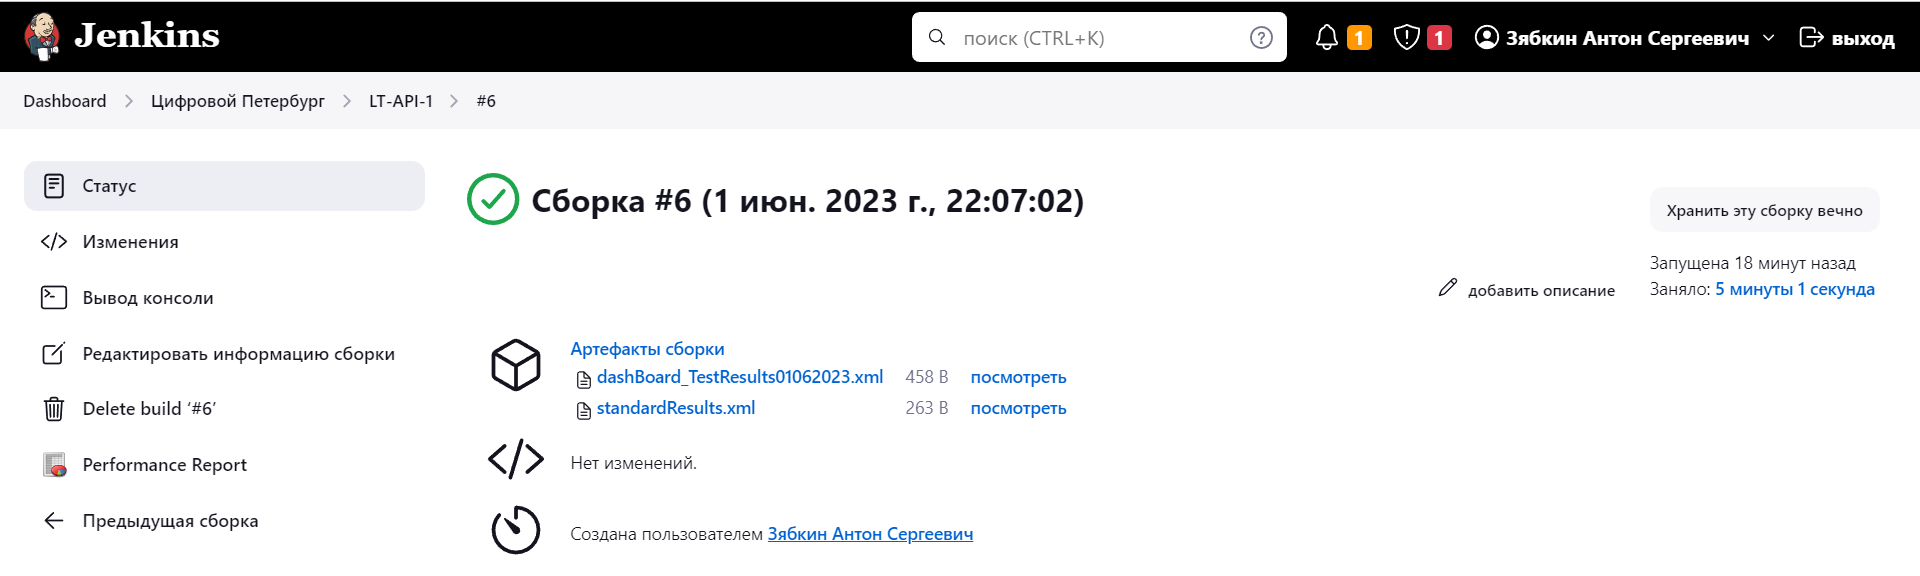 Jenkins
поиск (CTRL+K)
1
1
Зябкин Антон Сергеевич
выход
Dashboard
Цифровой Петербург
LT-API-1
#6
Статус
Изменения
Вывод консоли
Редактировать информацию сборки
Delete build ‘#6’
Performance Report
Предыдущая сборка
Сборка #6 (1 июн. 2023 г., 22:07:02)
Хранить эту сборку вечно
Запущена 18 минут назад
Заняло: 5 минуты 1 секунда
добавить описание
Артефакты сборки
dashBoard_TestResults01062023.xml 458 B посмотреть
standardResults.xml 263 B посмотреть
Нет изменений.
Создана пользователем Зябкин Антон Сергеевич